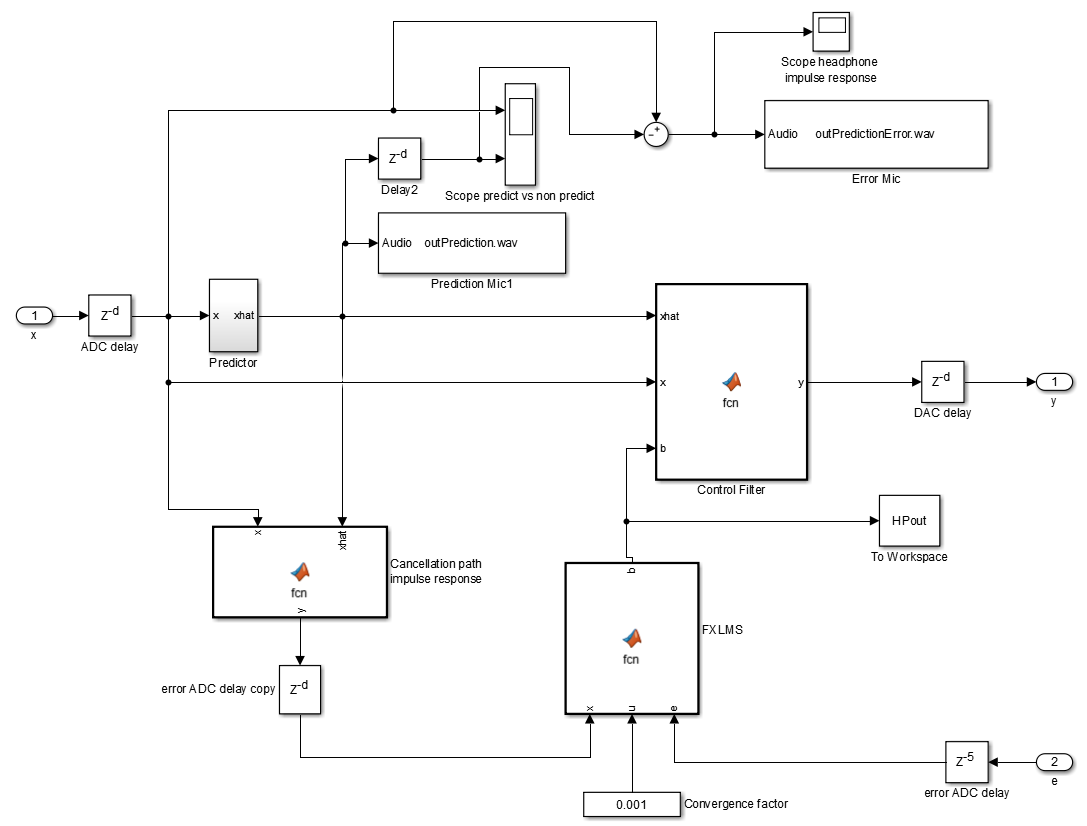 Scope headphone
impulse response
- +
Audio outPredictionError.wav
Error Mic
Z-d
Delay2
Scope predict vs non predict
Audio outPrediction.wav
Prediction Mic1
1
x
Z-d
ADC delay
x xhat
Predictor
xhat
x
b
y
fcn
Control Filter
Z-d
DAC delay
1
y
HPout
To Workspace
x
xhat
fcn
y
Cancellation path
impulse response
Z-d
error ADC delay copy
b
fcn
x u e
FXLMS
0.001
Convergence factor
Z-5
error ADC delay
2
e